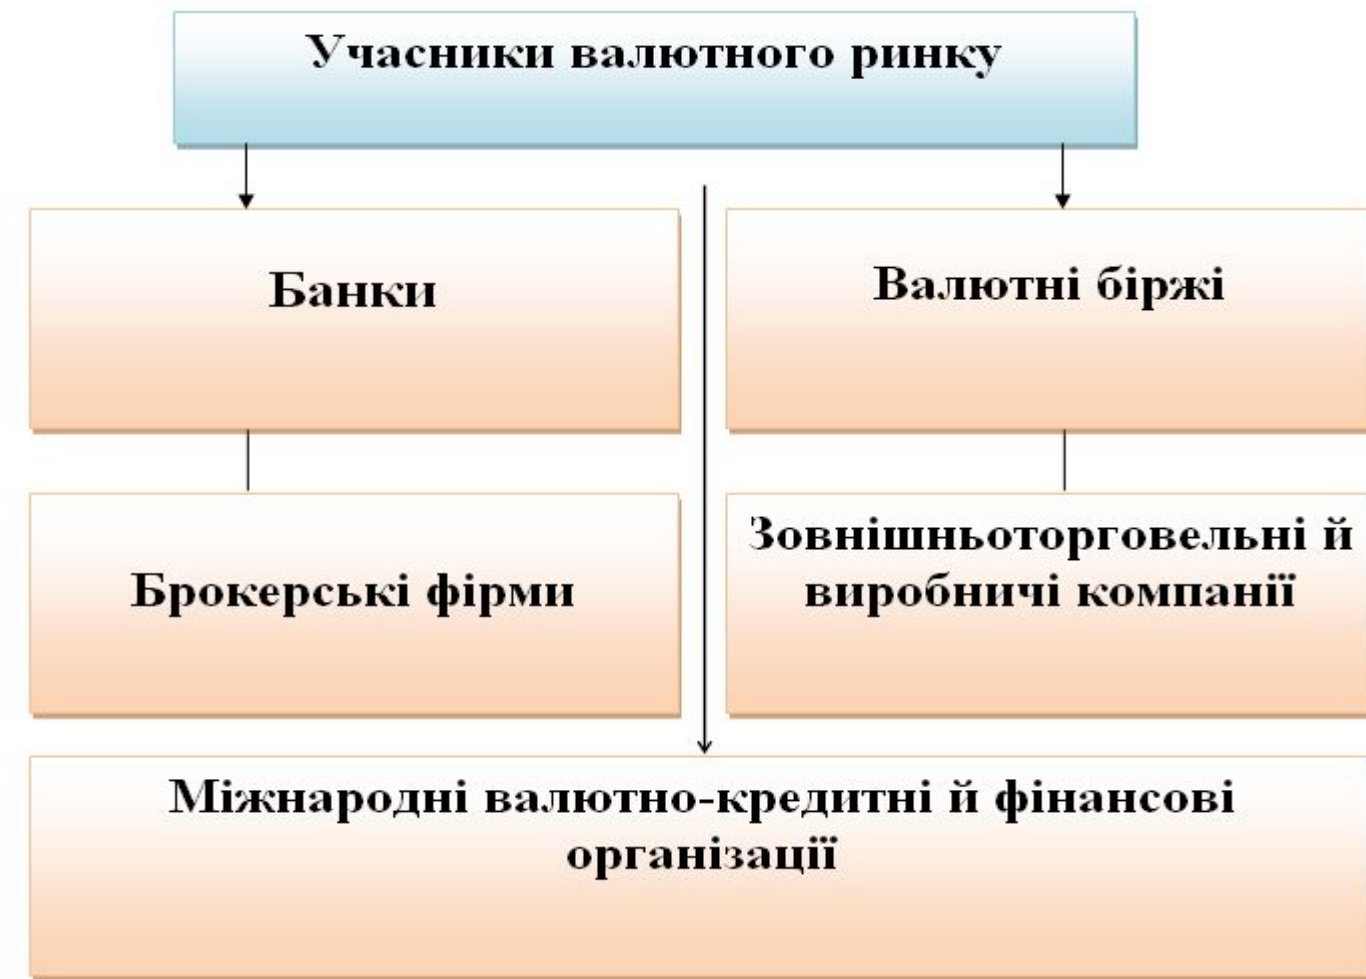 Учасники валютного ринку
Банки
Валютні біржі
Брокерські фірми
Зовнішньоторговельні й
виробничі компанії
Міжнародні валютно-кредитні й фінансові
організації